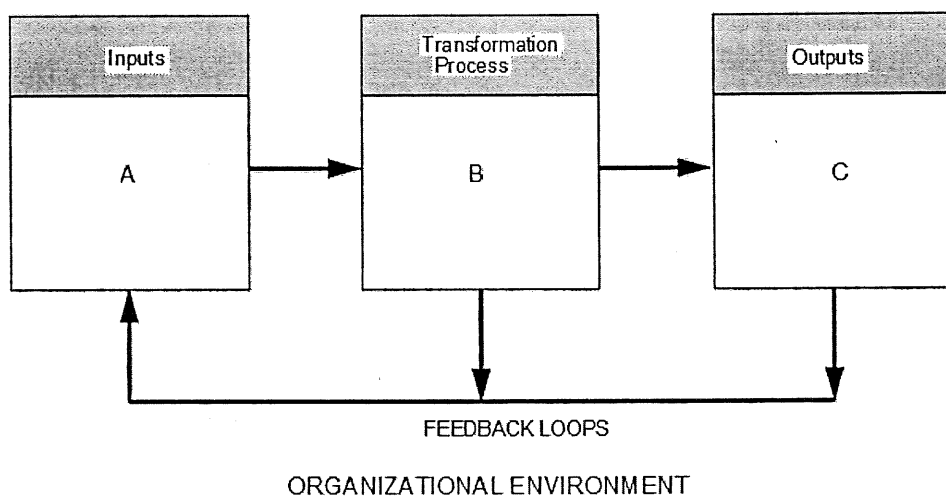 Inputs
Transformation
Process
Outputs
A
B
C
FEEDBACK LOOPS
ORGANIZATIONAL ENVIRONMENT